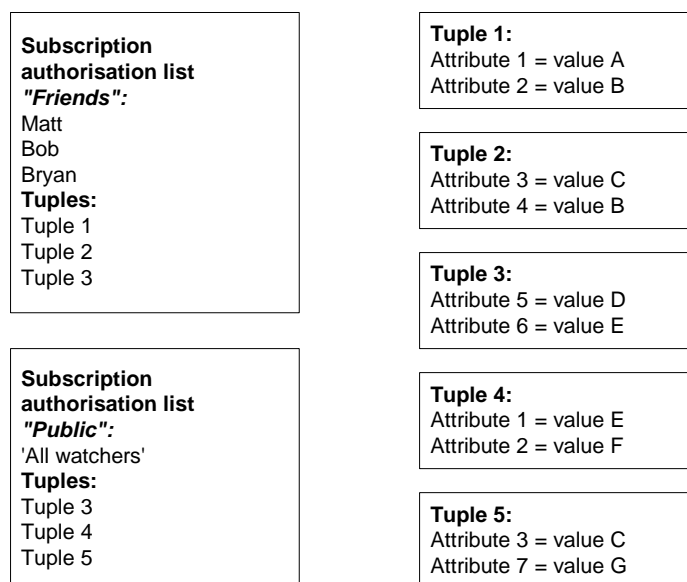 Subscription
authorisation list
"Friends":
Matt
Bob
Bryan
Tuples:
Tuple 1
Tuple 2
Tuple 3
Subscription
authorisation list
"Public":
'All watchers'
Tuples:
Tuple 3
Tuple 4
Tuple 5
Tuple 1:
Attribute 1 = value A
Attribute 2 = value B
Tuple 2:
Attribute 3 = value C
Attribute 4 = value B
Tuple 3:
Attribute 5 = value D
Attribute 6 = value E
Tuple 4:
Attribute 1 = value E
Attribute 2 = value F
Tuple 5:
Attribute 3 = value C
Attribute 7 = value G